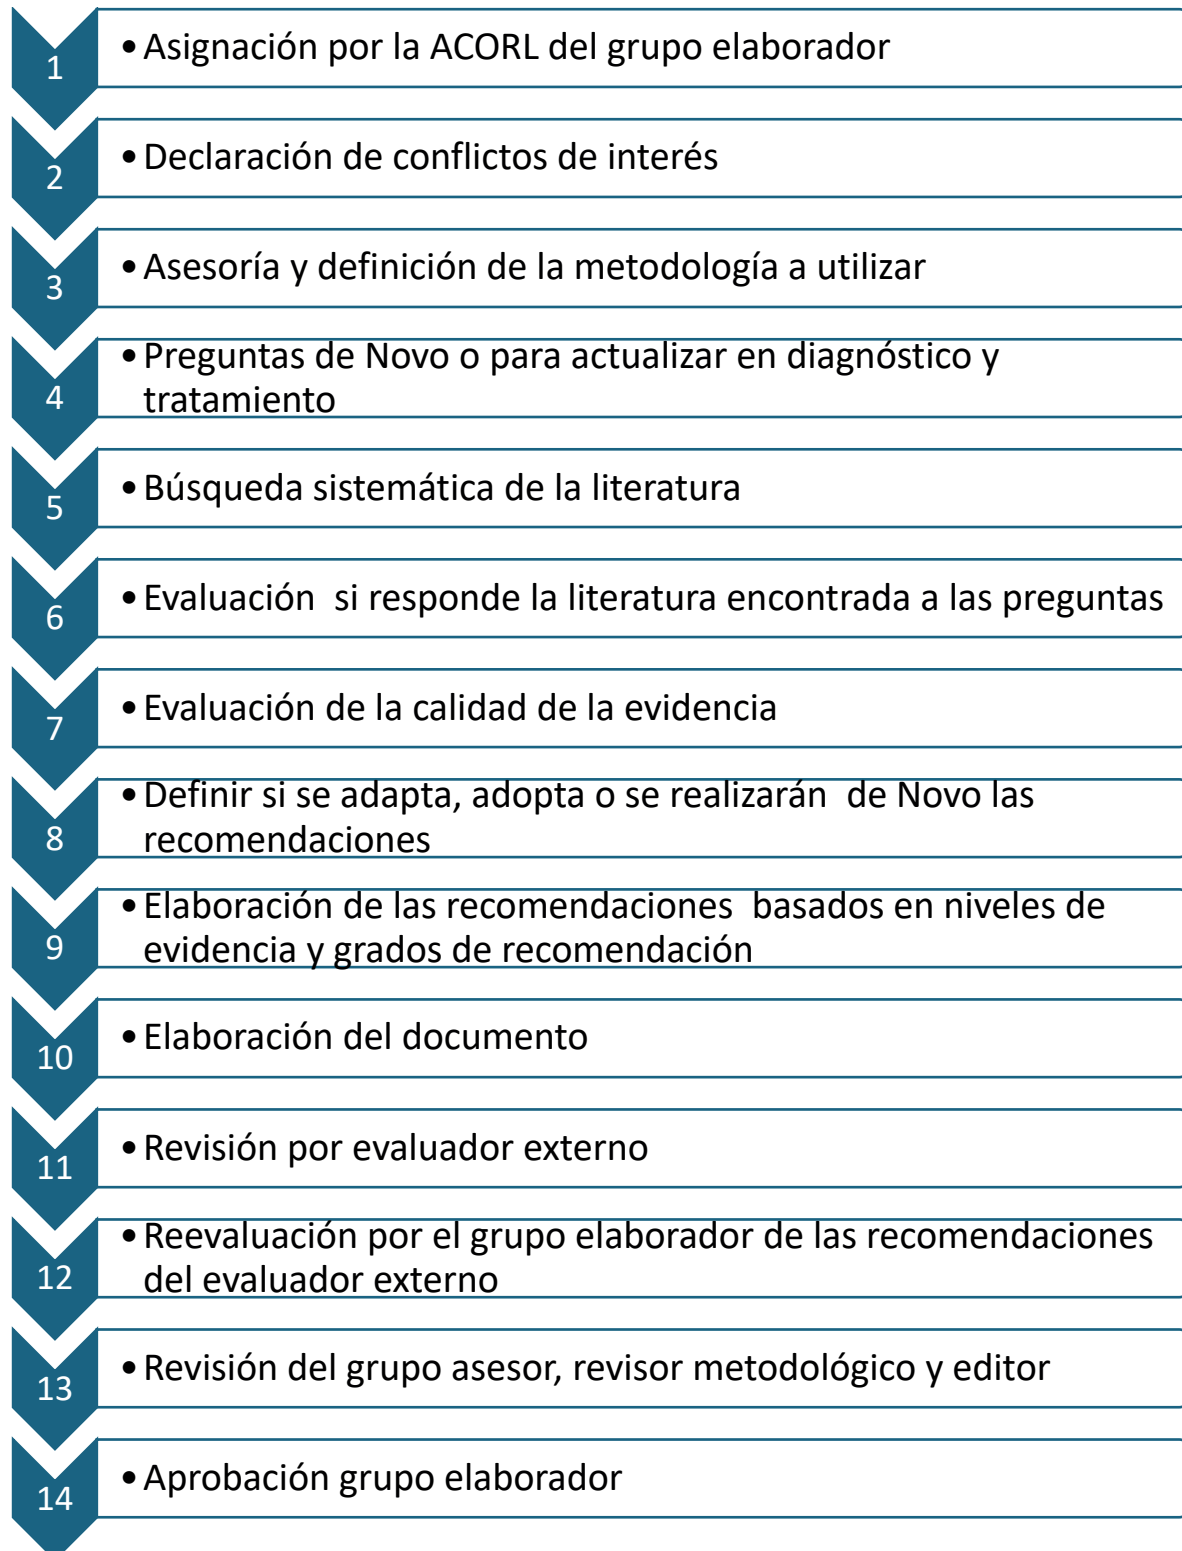 1
• Asignación por la ACORL del grupo elaborador
2
• Declaración de conflictos de interés
3
• Asesoría y definición de la metodología a utilizar
4
• Preguntas de Novo o para actualizar en diagnóstico y
tratamiento
5
• Búsqueda sistemática de la literatura
6
• Evaluación  si responde la literatura encontrada a las preguntas
7
• Evaluación de la calidad de la evidencia
8
• Definir si se adapta, adopta o se realizarán  de Novo las
recomendaciones
9
• Elaboración de las recomendaciones  basados en niveles de
evidencia y grados de recomendación
10
• Elaboración del documento
11
• Revisión por evaluador externo
12
• Reevaluación por el grupo elaborador de las recomendaciones
del evaluador externo
13
• Revisión del grupo asesor, revisor metodológico y editor
14
• Aprobación grupo elaborador